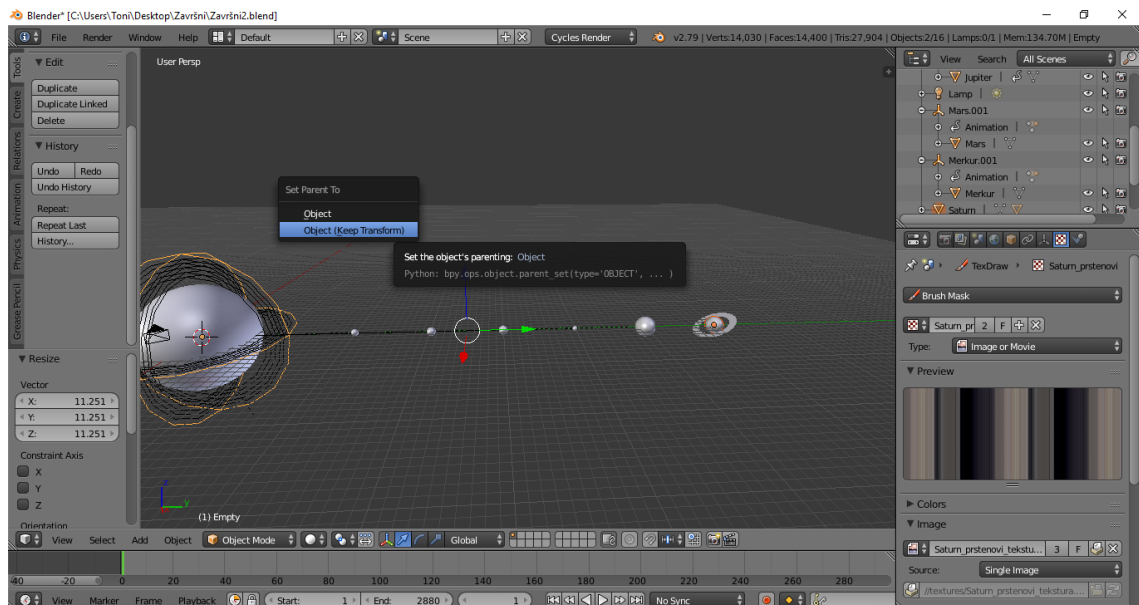 Blender* [C:\Users\Toni\Desktop\Završni\Završni2.blend]
File Render Window Help Default Scene Cycles Render v2.79 | Verts:14,030 | Faces:14,400 | Tris:27,904 | Objects:2/16 | Lamps:0/1 | Mem:134.70M | Empty
Tools
Create
Relations
Animation
Physics
Grease Pencil
Edit
Duplicate
Duplicate Linked
Delete
History
Undo Redo
Undo History
Repeat:
Repeat Last
History...
Resize
Vector
X: 11.251
Y: 11.251
Z: 11.251
Constraint Axis
X
Y
Z
Orientation
User Persp
Set Parent To
Object
Object (Keep Transform)
Set the object's parenting: Object
Python: bpy.ops.object.parent_set(type='OBJECT', ... )
z
y
(1) Empty
View Select Add Object Object Mode Global
-40 -20 0 20 40 60 80 100 120 140 160 180 200 220 240 260 280
View Marker Frame Playback Start: 1 End: 2880 1 No Sync
View Search All Scenes
Jupiter
Lamp
Mars.001
Animation
Mars
Merkur.001
Animation
Merkur
Saturn
TexDraw Saturn_prstenovi
Brush Mask
Saturn_pr 2 F
Type: Image or Movie
Preview
Colors
Image
Saturn_prstenovi_tekstu... 3 F
Source: Single Image
//textures/Saturn_prstenovi_tekstura....